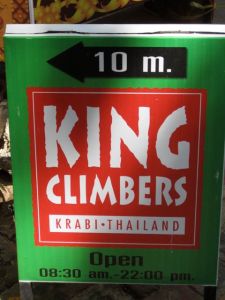 10 m.
KING
CLIMBERS
KRABI•THAILAND
Open
08:30 am.-22:00 pm.